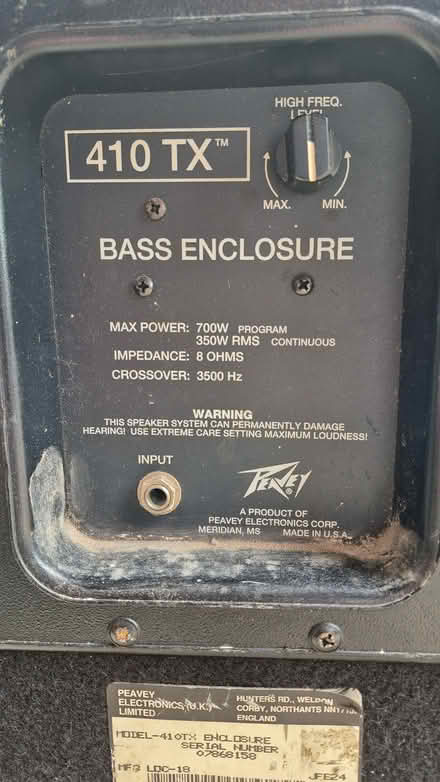 HIGH FREQ.
LEVEL
410 TX™
MAX. MIN.
BASS ENCLOSURE
MAX POWER: 700W PROGRAM
350W RMS CONTINUOUS
IMPEDANCE: 8 OHMS
CROSSOVER: 3500 Hz
WARNING
THIS SPEAKER SYSTEM CAN PERMANENTLY DAMAGE
HEARING! USE EXTREME CARE SETTING MAXIMUM LOUDNESS!
INPUT
PEAVEY®
A PRODUCT OF
PEAVEY ELECTRONICS CORP.
MERIDIAN, MS MADE IN U.S.A.
PEAVEY HUNTERS RD., WELDON
ELECTRONICS (U.K.) CORBY, NORTHANTS
LIMITED ENGLAND
MODEL-410TX ENCLOSURE
SERIAL NUMBER
07868158
MFG LOC-18 JFE24